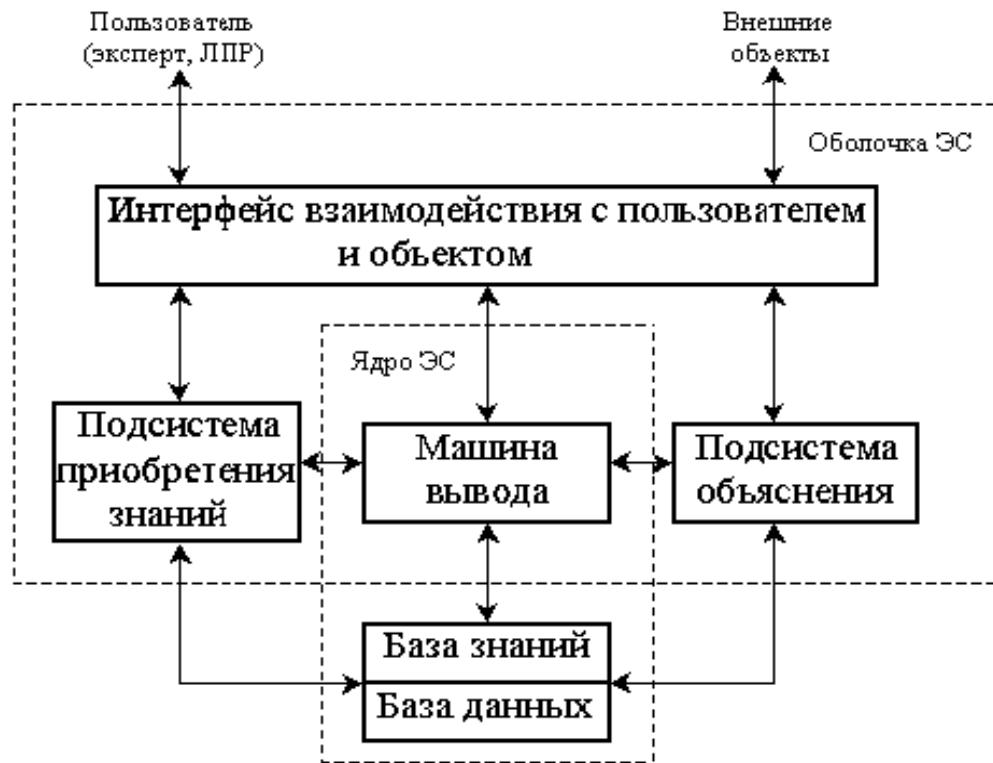 Пользователь
(эксперт, ЛПР)
Внешние
объекты
Оболочка ЭС
Интерфейс взаимодействия с пользователем
и объектом
Ядро ЭС
Подсистема
приобретения
знаний
Машина
вывода
Подсистема
объяснения
База знаний
База данных